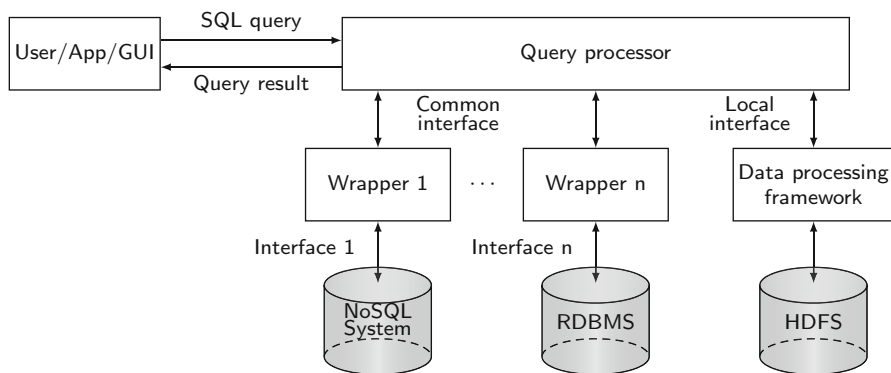 SQL query
User/App/GUI
Query processor
Query result
Common
interface
Local
interface
Wrapper 1
...
Wrapper n
Data processing
framework
Interface 1
Interface n
NoSQL
System
RDBMS
HDFS